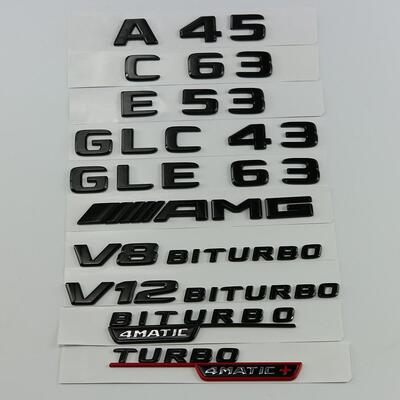 A 45
C 63
E 53
GLC 43
GLE 63
AMG
V8 BITURBO
V12 BITURBO
BITURBO
4MATIC
TURBO
4MATIC+